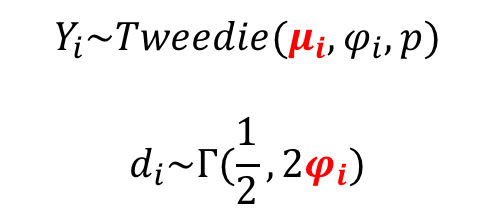 Y_i~Tweedie(μ_i, φ_i, p)
d_i~Γ(1/2, 2φ_i)